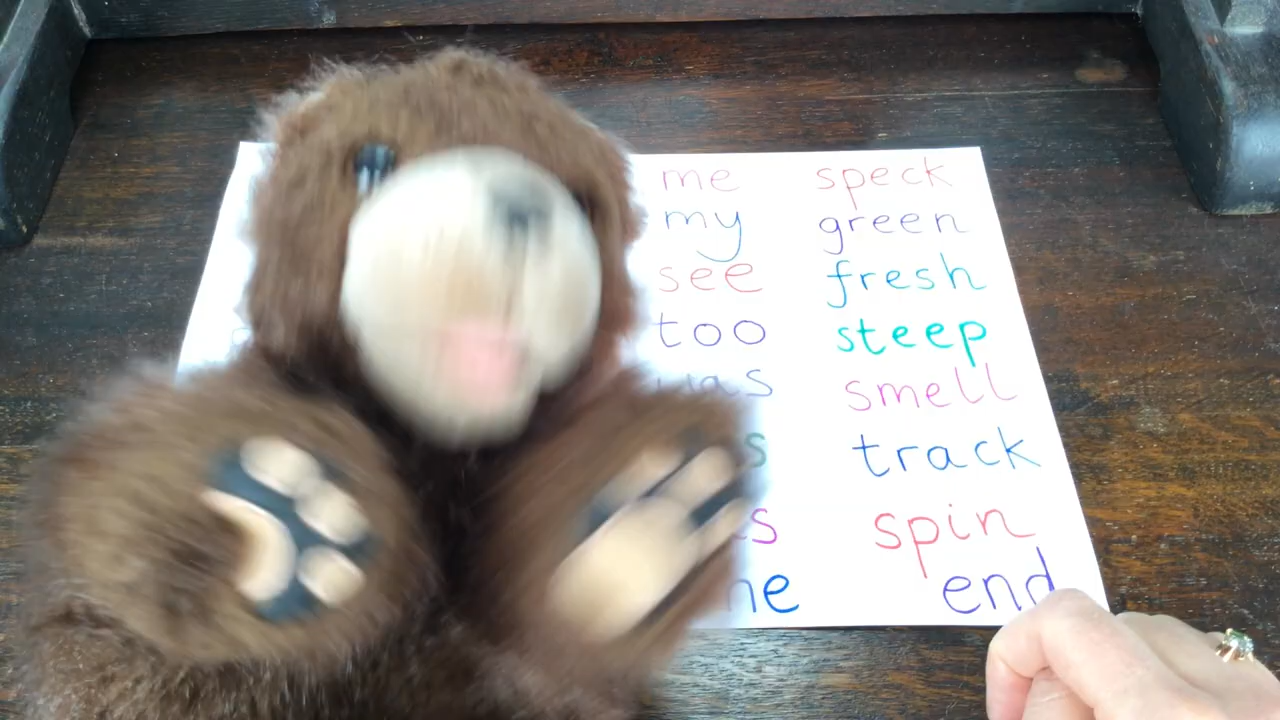 me speck
my green
see fresh
too steep
smell
track
spin
end